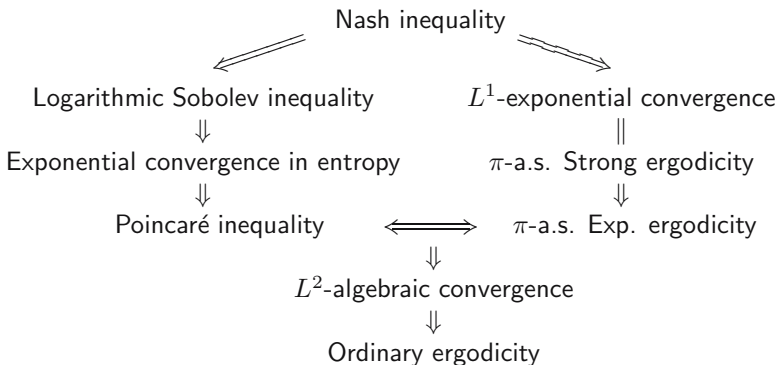 Nash inequality
Logarithmic Sobolev inequality L¹-exponential convergence
⇓ ||
Exponential convergence in entropy π-a.s. Strong ergodicity
⇓ ⇓
Poincaré inequality ⟺ π-a.s. Exp. ergodicity
⇓
L²-algebraic convergence
⇓
Ordinary ergodicity